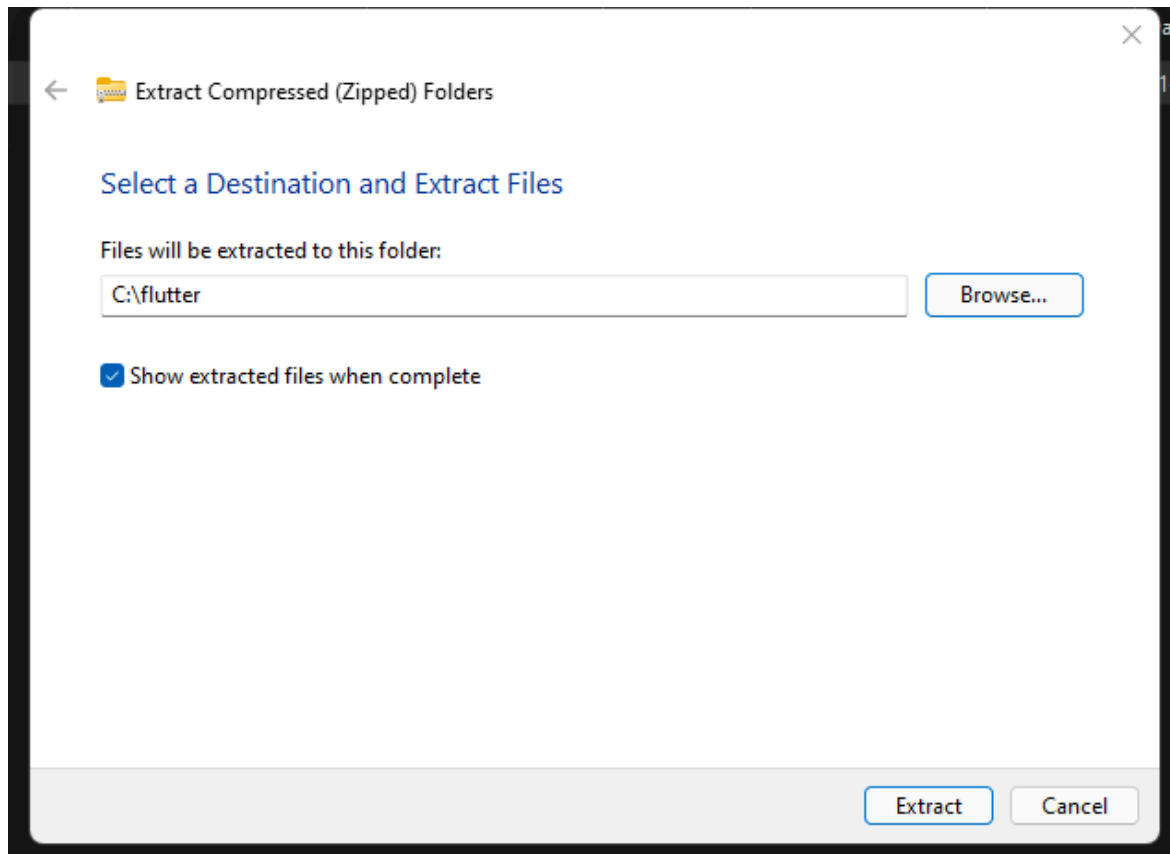 Extract Compressed (Zipped) Folders
Select a Destination and Extract Files
Files will be extracted to this folder:
C:\flutter
Browse...
Show extracted files when complete
Extract
Cancel